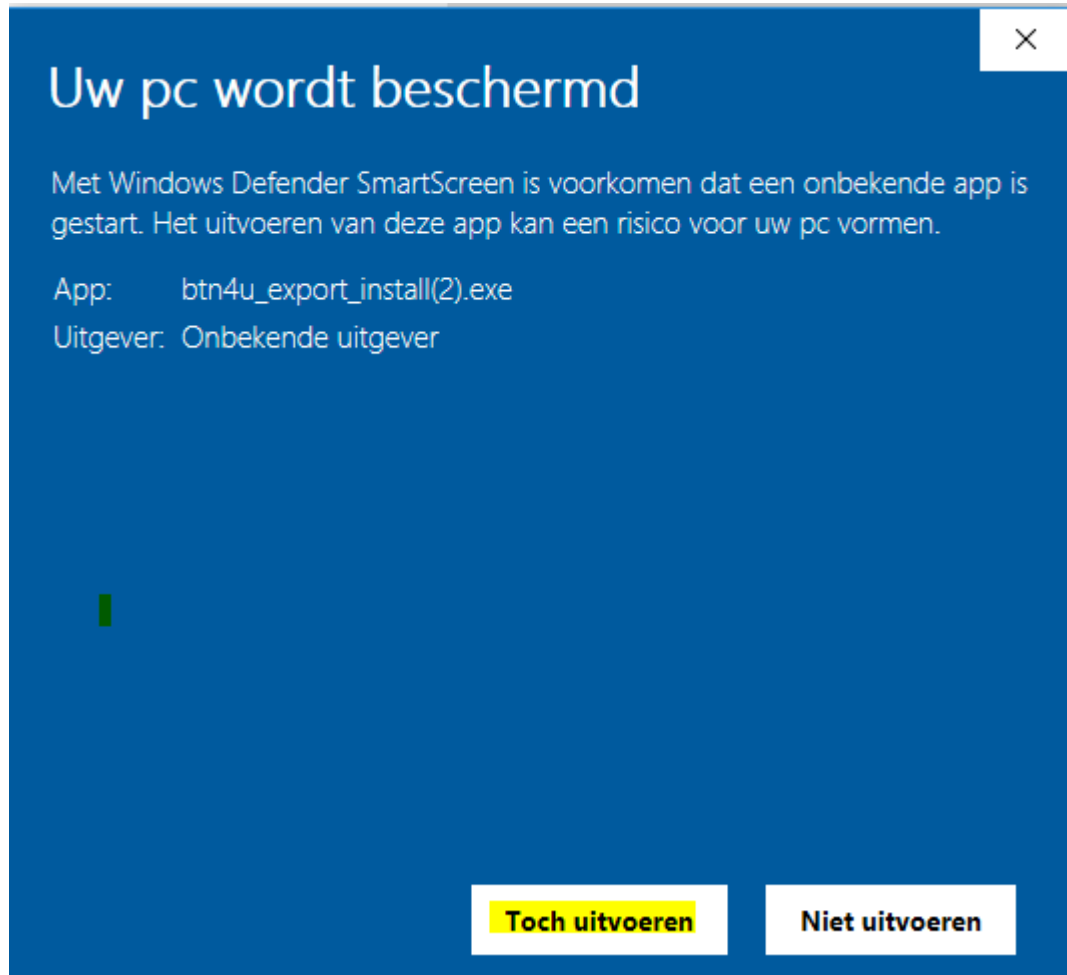 Uw pc wordt beschermd
Met Windows Defender SmartScreen is voorkomen dat een onbekende app is
gestart. Het uitvoeren van deze app kan een risico voor uw pc vormen.
App: btn4u_export_install(2).exe
Uitgever: Onbekende uitgever
Toch uitvoeren Niet uitvoeren